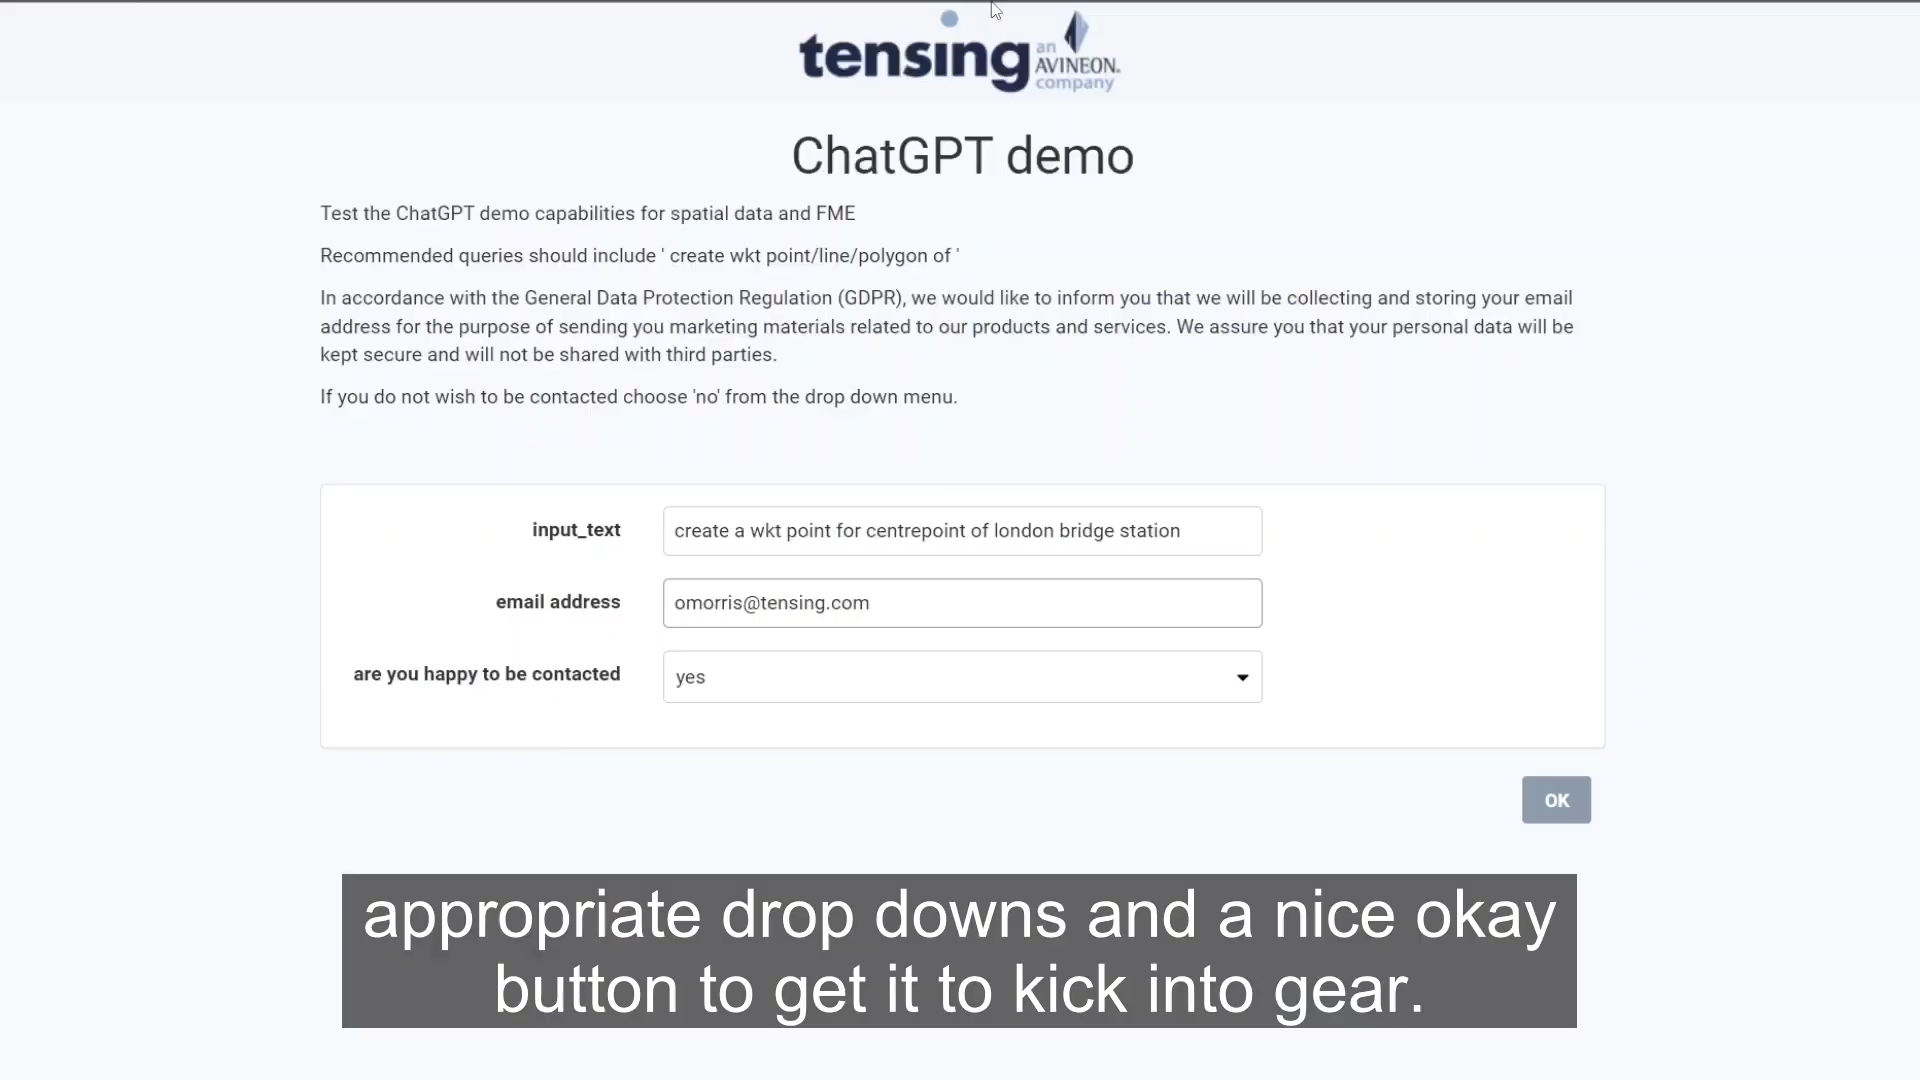 tensing an AVINEON. company
ChatGPT demo
Test the ChatGPT demo capabilities for spatial data and FME
Recommended queries should include ' create wkt point/line/polygon of '
In accordance with the General Data Protection Regulation (GDPR), we would like to inform you that we will be collecting and storing your email
address for the purpose of sending you marketing materials related to our products and services. We assure you that your personal data will be
kept secure and will not be shared with third parties.
If you do not wish to be contacted choose 'no' from the drop down menu.
input_text create a wkt point for centrepoint of london bridge station
email address omorris@tensing.com
are you happy to be contacted yes
OK
appropriate drop downs and a nice okay
button to get it to kick into gear.